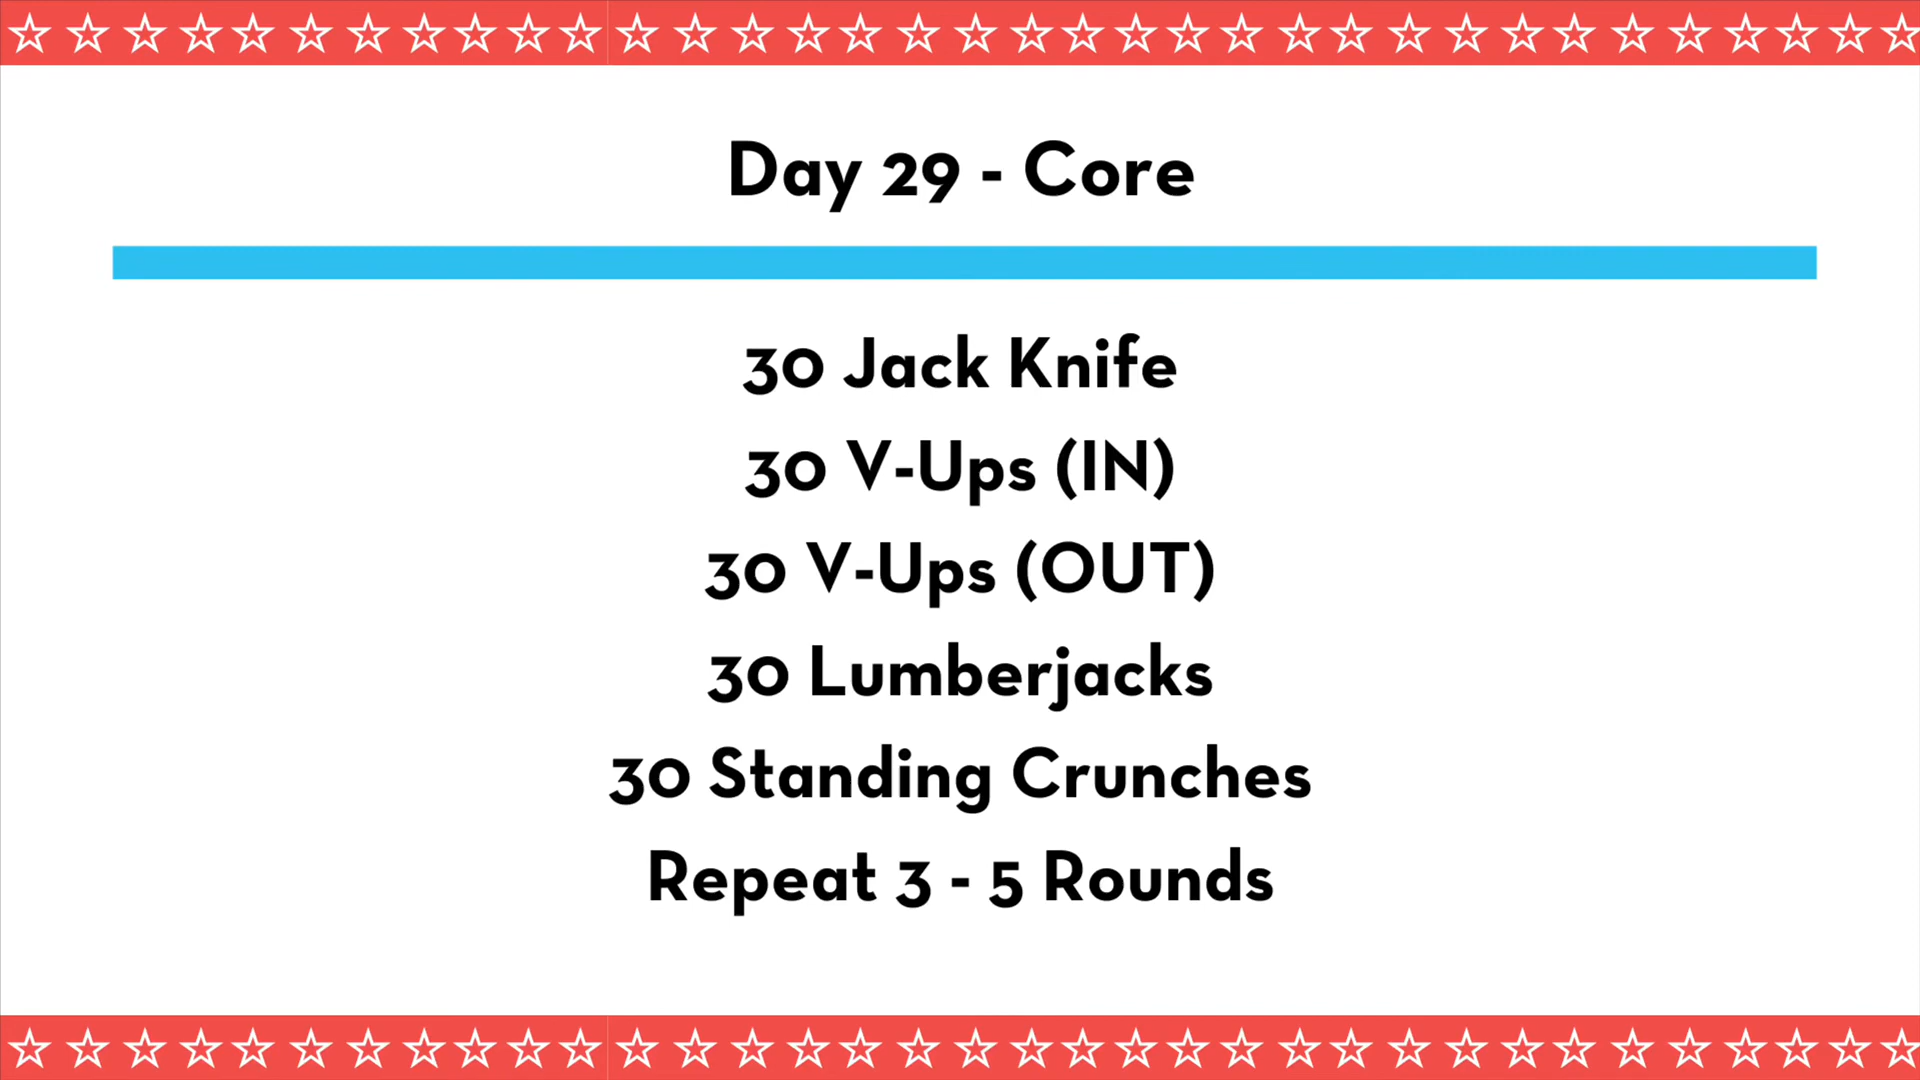 Day 29 - Core
30 Jack Knife
30 V-Ups (IN)
30 V-Ups (OUT)
30 Lumberjacks
30 Standing Crunches
Repeat 3 - 5 Rounds